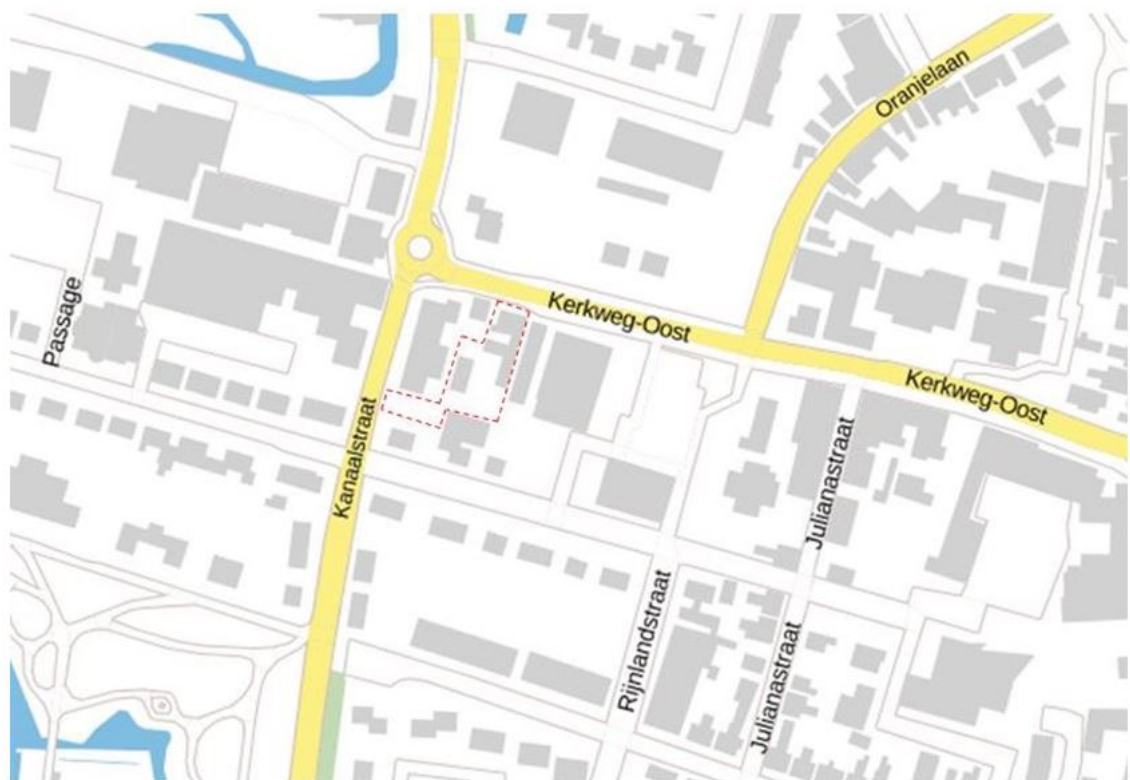 Oranjelaan
Passage
Kerkweg-Oost
Kerkweg-Oost
Kanaalstraat
Julianastraat
Rijnlandstraat
Julianastraat